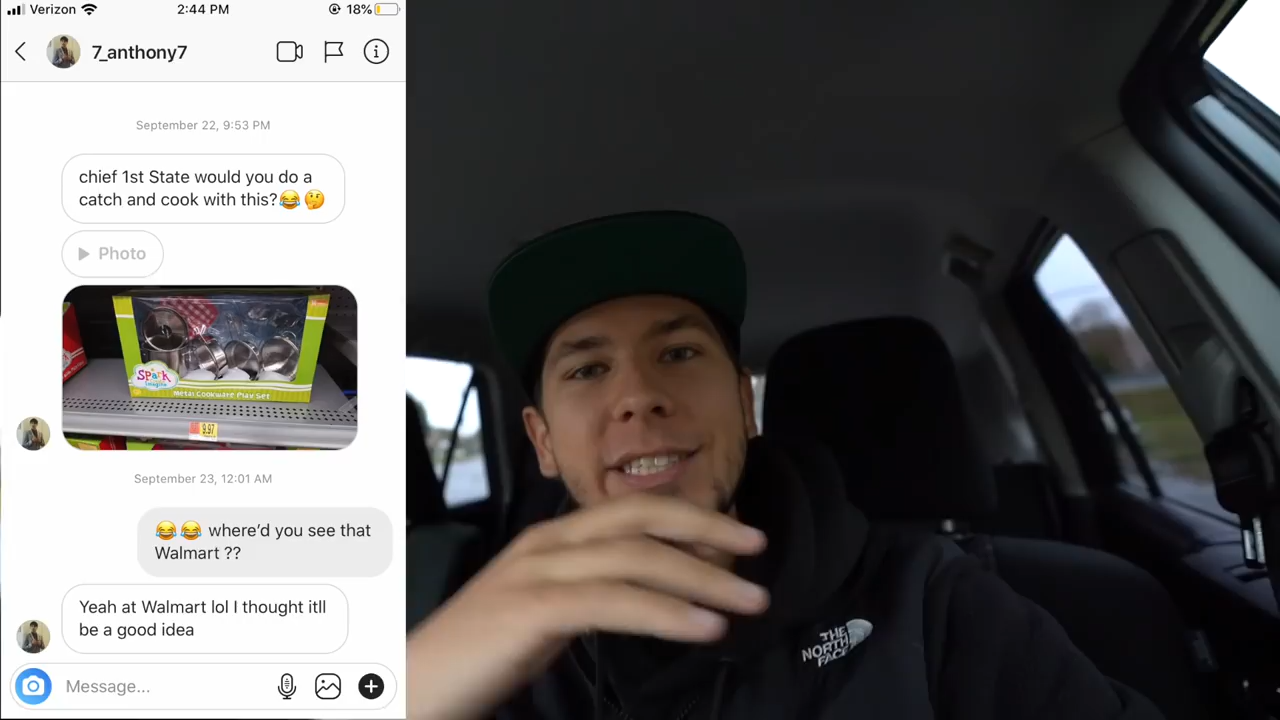 Verizon 2:44 PM 18%
7_anthony7
September 22, 9:53 PM
chief 1st State would you do a
catch and cook with this?😂🤔
Photo
Spark
imagine
Metal Cookware Play Set
9.97
September 23, 12:01 AM
😂😂 where'd you see that
Walmart ??
Yeah at Walmart lol I thought itll
be a good idea
Message...
THE
NORTH
FACE